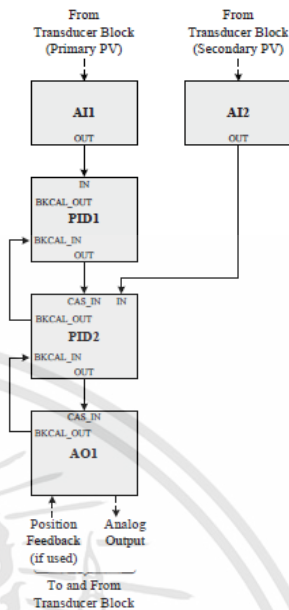 From
Transducer Block
(Primary PV)
From
Transducer Block
(Secondary PV)
AI1
OUT
AI2
OUT
IN
BKCAL_OUT
PID1
BKCAL_IN
OUT
CAS_IN IN
BKCAL_OUT
PID2
BKCAL_IN
OUT
CAS_IN
BKCAL_OUT
AO1
Position
Feedback
(if used)
Analog
Output
To and From
Transducer Block